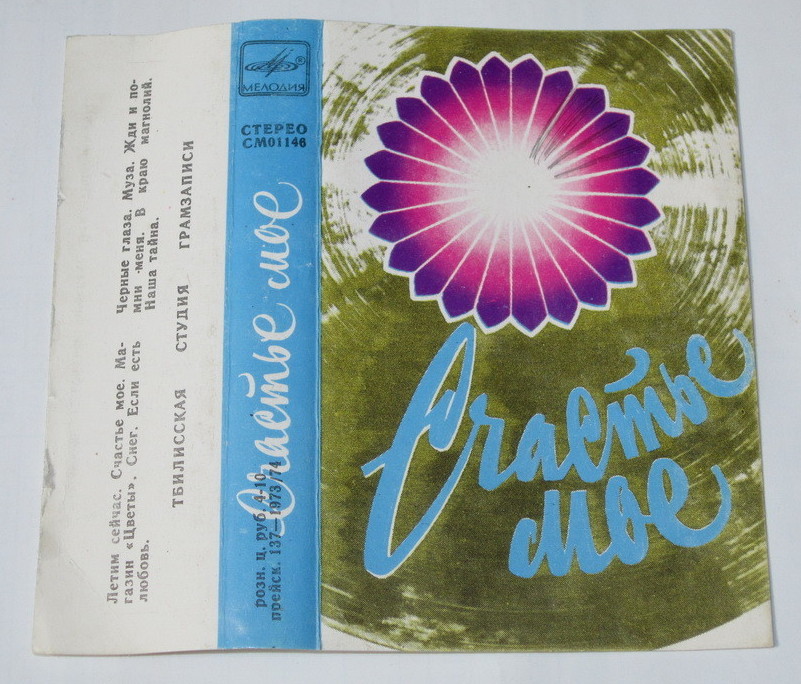 Летим сейчас. Счастье мое. Ма-
газин «Цветы». Снег. Если есть
любовь.
Черные глаза. Муза. Жди и по-
мни меня. В краю магнолий.
Наша тайна.
ТБИЛИССКАЯ СТУДИЯ ГРАМЗАПИСИ
МЕЛОДИЯ
®
СТЕРЕО
СМ01146
Счастье мое
розн. ц. руб. 4-10
прейск. 137—1973/74
Счастье
мое